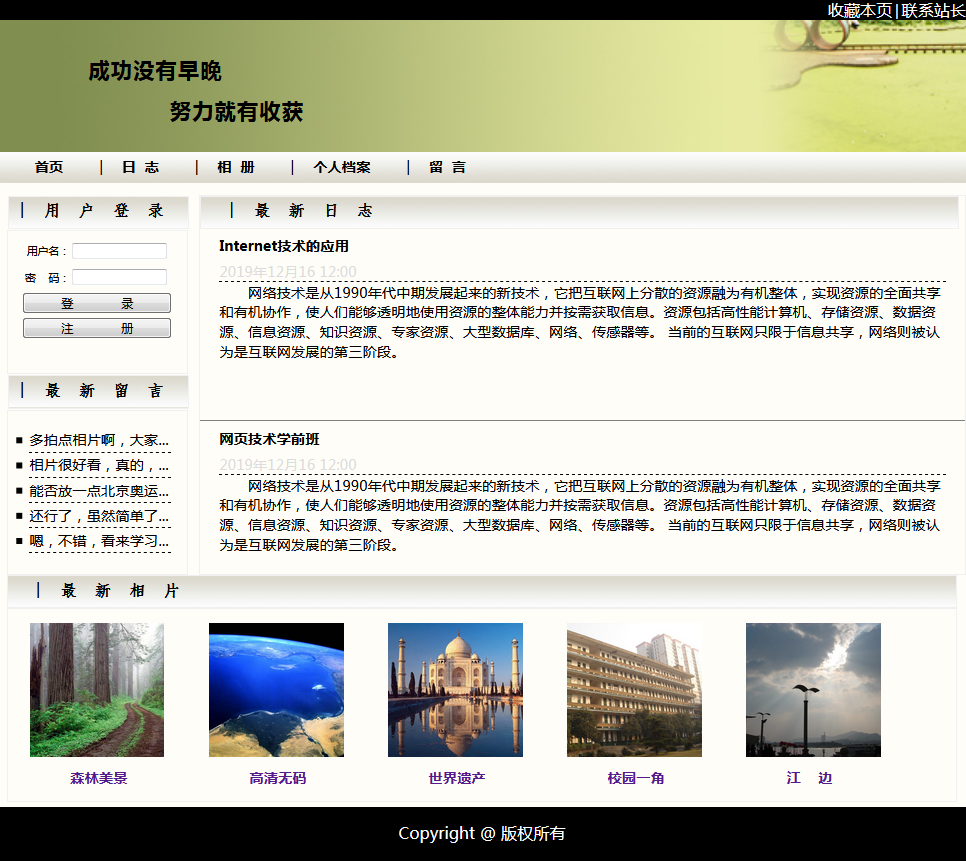 收藏本页|联系站长
成功没有早晚
努力就有收获
首页 | 日 志 | 相 册 | 个人档案 | 留 言
| 用 户 登 录
用户名：
密 码：
登 录
注 册
| 最 新 留 言
多拍点相片啊，大家...
相片很好看，真的，...
能否放一点北京奥运...
还行了，虽然简单了...
嗯，不错，看来学习...
| 最 新 日 志
Internet技术的应用
2019年12月16 12:00
网络技术是从1990年代中期发展起来的新技术，它把互联网上分散的资源融为有机整体，实现资源的全面共享
和有机协作，使人们能够透明地使用资源的整体能力并按需获取信息。资源包括高性能计算机、存储资源、数据资
源、信息资源、知识资源、专家资源、大型数据库、网络、传感器等。 当前的互联网只限于信息共享，网络则被认
为是互联网发展的第三阶段。
网页技术学前班
2019年12月16 12:00
网络技术是从1990年代中期发展起来的新技术，它把互联网上分散的资源融为有机整体，实现资源的全面共享
和有机协作，使人们能够透明地使用资源的整体能力并按需获取信息。资源包括高性能计算机、存储资源、数据资
源、信息资源、知识资源、专家资源、大型数据库、网络、传感器等。 当前的互联网只限于信息共享，网络则被认
为是互联网发展的第三阶段。
| 最 新 相 片
森林美景
高清无码
世界遗产
校园一角
江 边
Copyright @ 版权所有